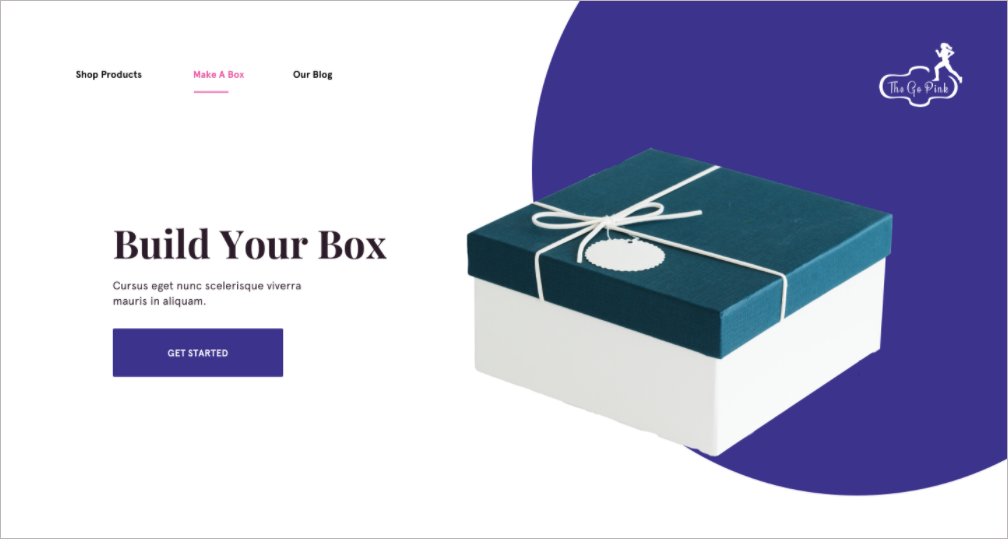 Shop Products
Make A Box
Our Blog
The Go Pink
Build Your Box
Cursus eget nunc scelerisque viverra
mauris in aliquam.
GET STARTED